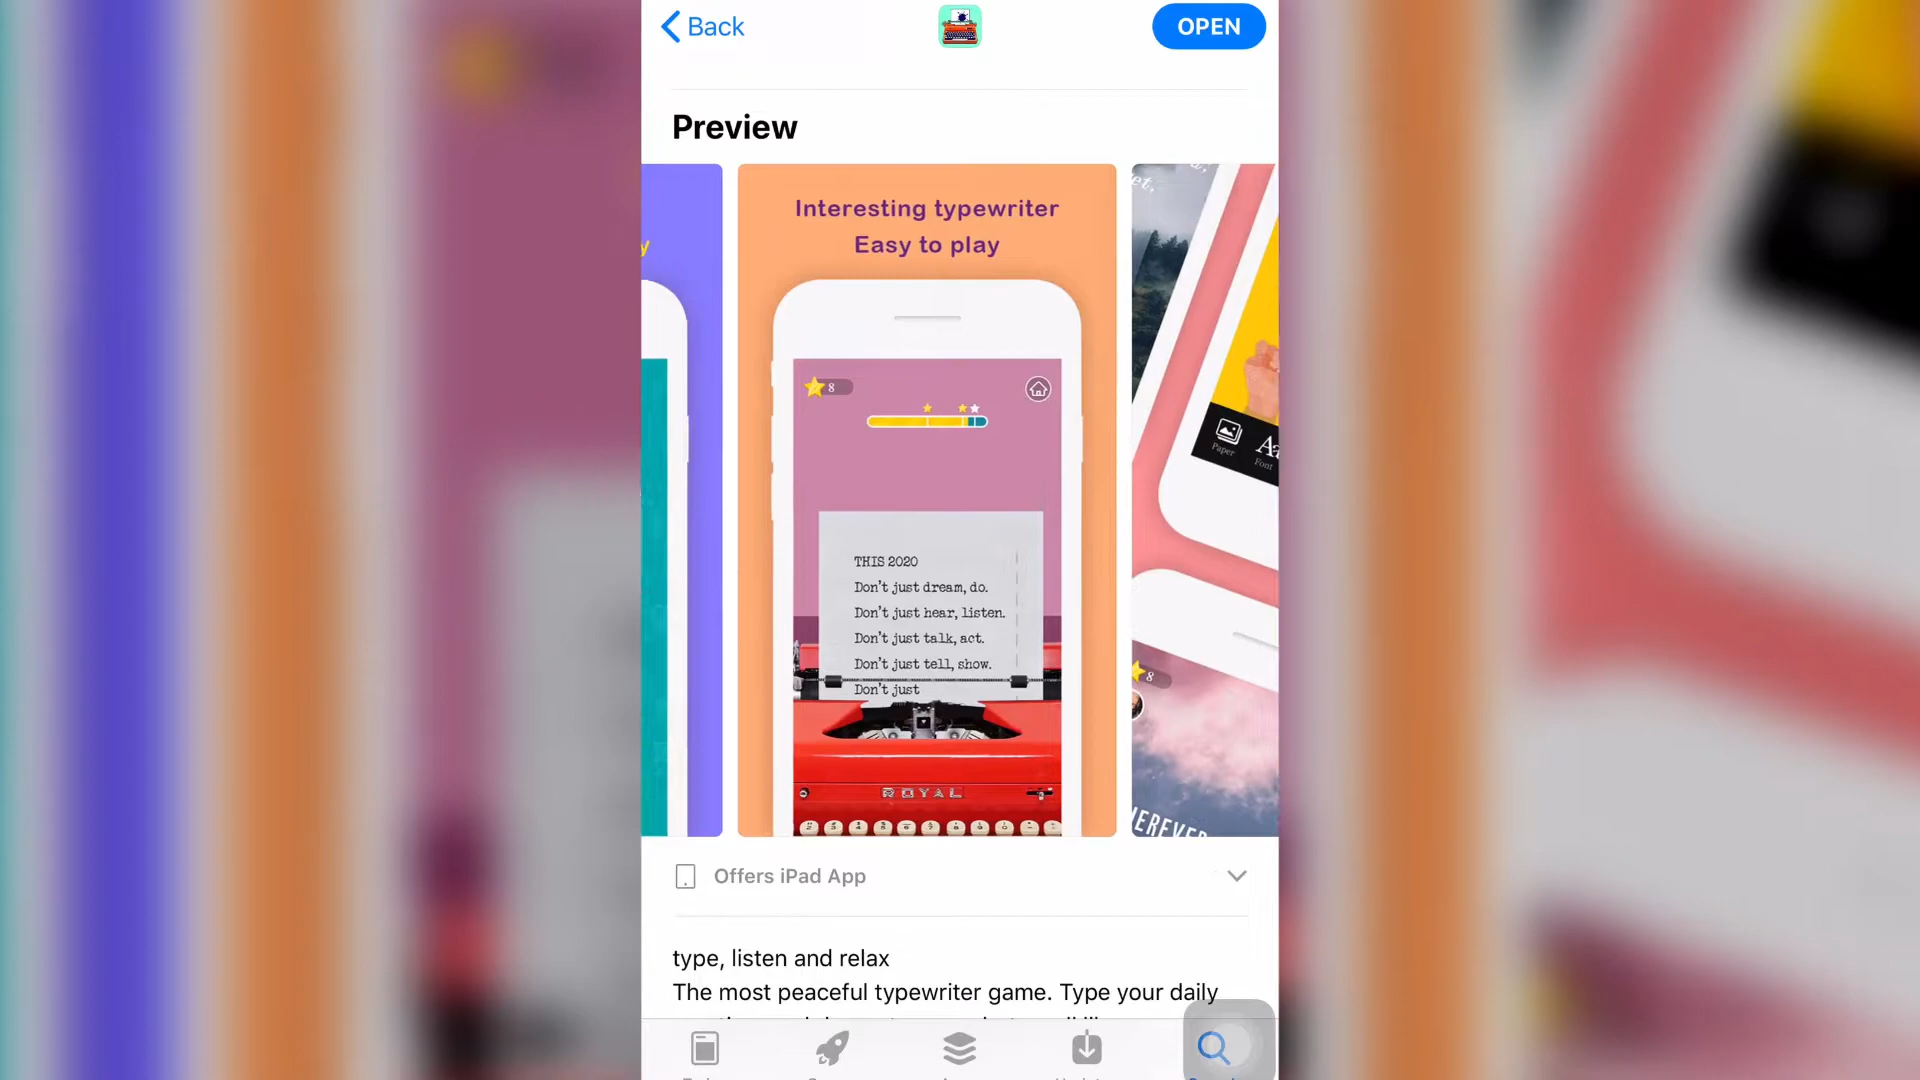 Back
OPEN
Preview
y
Interesting typewriter
Easy to play
8
THIS 2020
Don't just dream, do.
Don't just hear, listen.
Don't just talk, act.
Don't just tell, show.
Don't just
ROYAL
Paper
Font
8
Offers iPad App
type, listen and relax
The most peaceful typewriter game. Type your daily